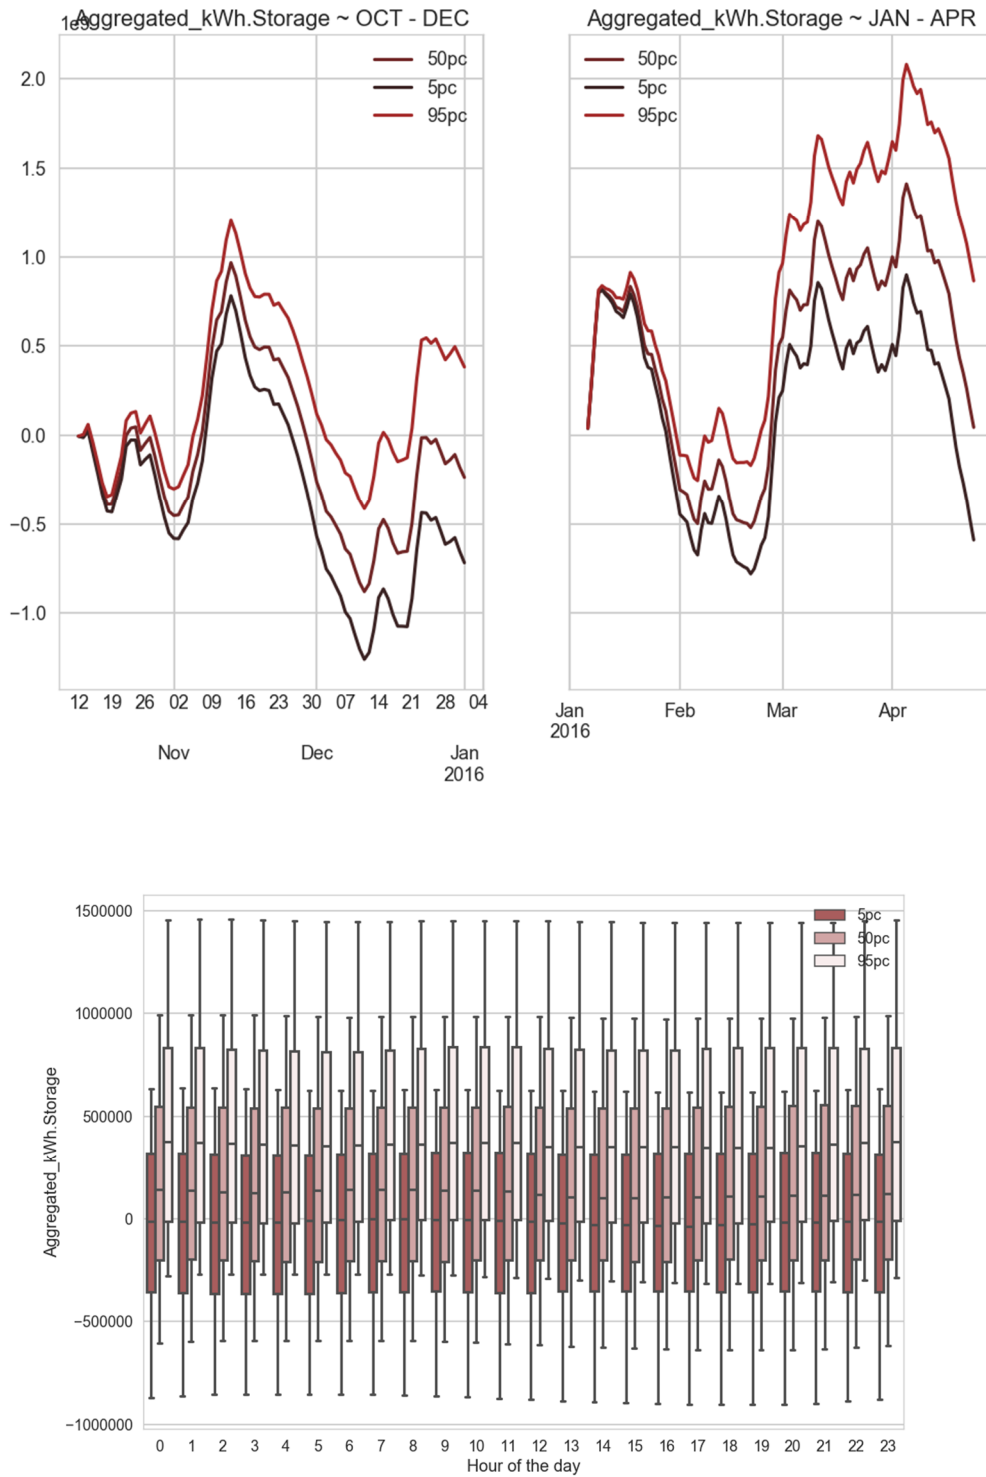 Aggregated_kWh.Storage ~ OCT - DEC
1e9
50pc
5pc
95pc
2.0
1.5
1.0
0.5
0.0
−0.5
−1.0
12 19 26 02 09 16 23 30 07 14 21 28 04
Nov Dec Jan
2016
Aggregated_kWh.Storage ~ JAN - APR
50pc
5pc
95pc
Jan Feb Mar Apr
2016
5pc
50pc
95pc
1500000
1000000
500000
0
−500000
−1000000
Aggregated_kWh.Storage
0 1 2 3 4 5 6 7 8 9 10 11 12 13 14 15 16 17 18 19 20 21 22 23
Hour of the day